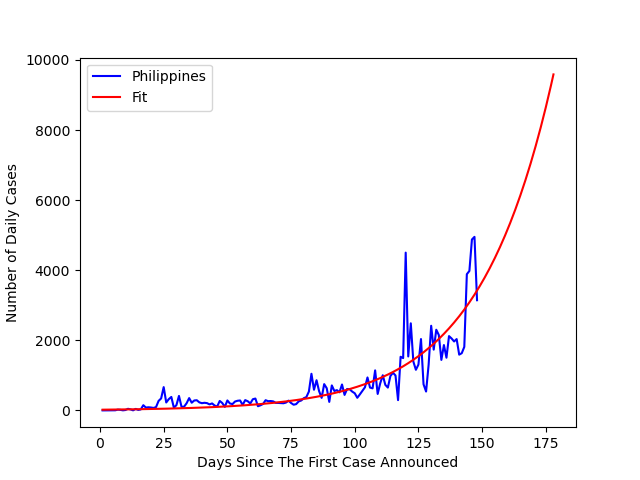 Philippines
Fit
10000
8000
6000
4000
2000
0
Number of Daily Cases
0 25 50 75 100 125 150 175
Days Since The First Case Announced